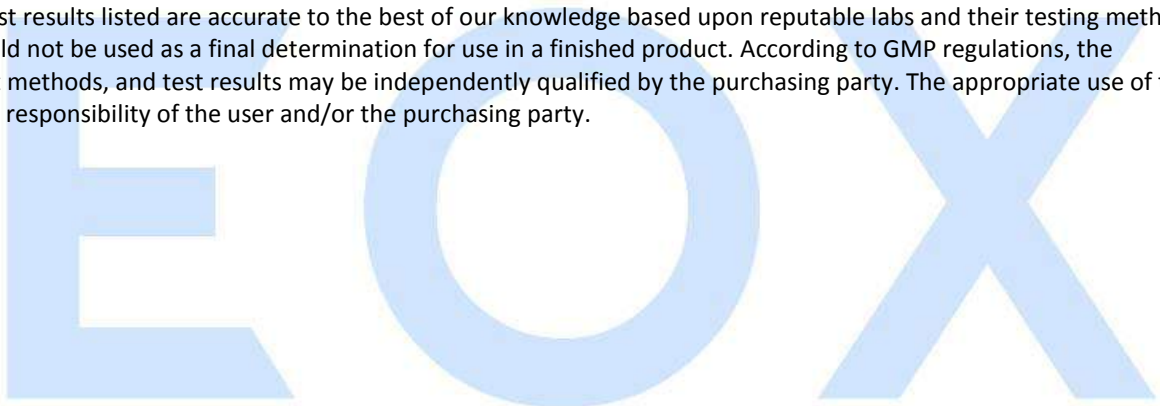 st results listed are accurate to the best of our knowledge based upon reputable labs and their testing meth
ld not be used as a final determination for use in a finished product. According to GMP regulations, the
t methods, and test results may be independently qualified by the purchasing party. The appropriate use of t
responsibility of the user and/or the purchasing party.
EOX